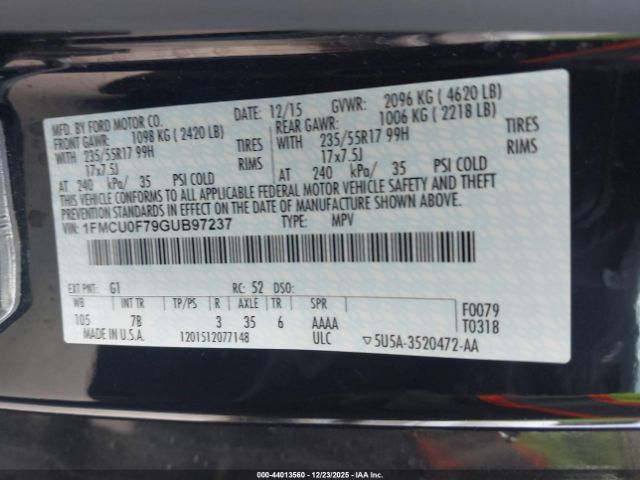 MFD. BY FORD MOTOR CO. DATE: 12/15 GVWR: 2096 KG ( 4620 LB)
FRONT GAWR: 1098 KG ( 2420 LB) REAR GAWR: 1006 KG ( 2218 LB)
WITH 235/55R17 99H TIRES WITH 235/55R17 99H TIRES
17x7.5J RIMS 17x7.5J RIMS
AT 240 kPa/ 35 PSI COLD AT 240 kPa/ 35 PSI COLD
THIS VEHICLE CONFORMS TO ALL APPLICABLE FEDERAL MOTOR VEHICLE SAFETY AND THEFT
PREVENTION STANDARDS IN EFFECT ON THE DATE OF MANUFACTURE SHOWN ABOVE.
VIN: 1FMCU0F79GUB97237 TYPE: MPV
EXT PNT: G1 RC: 52 DSO:
WB INT TR TP/PS R AXLE TR SPR F0079
105 7B 3 35 6 AAAA T0318
MADE IN U.S.A. 1201512077148 ULC ▽5U5A-3520472-AA
000-44013560 - 12/23/2025 - IAA, Inc.